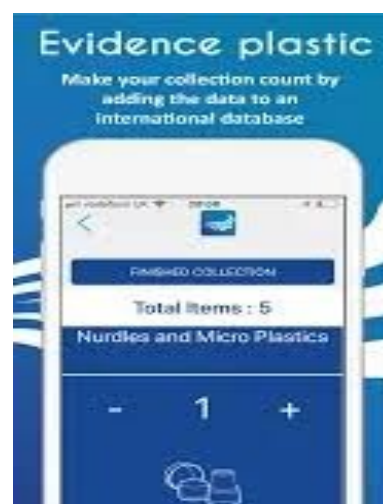 Evidence plastic
Make your collection count by
adding the data to an
international database
FINISHED COLLECTION
Total Items : 5
Nurdles and Micro Plastics
- 1 +